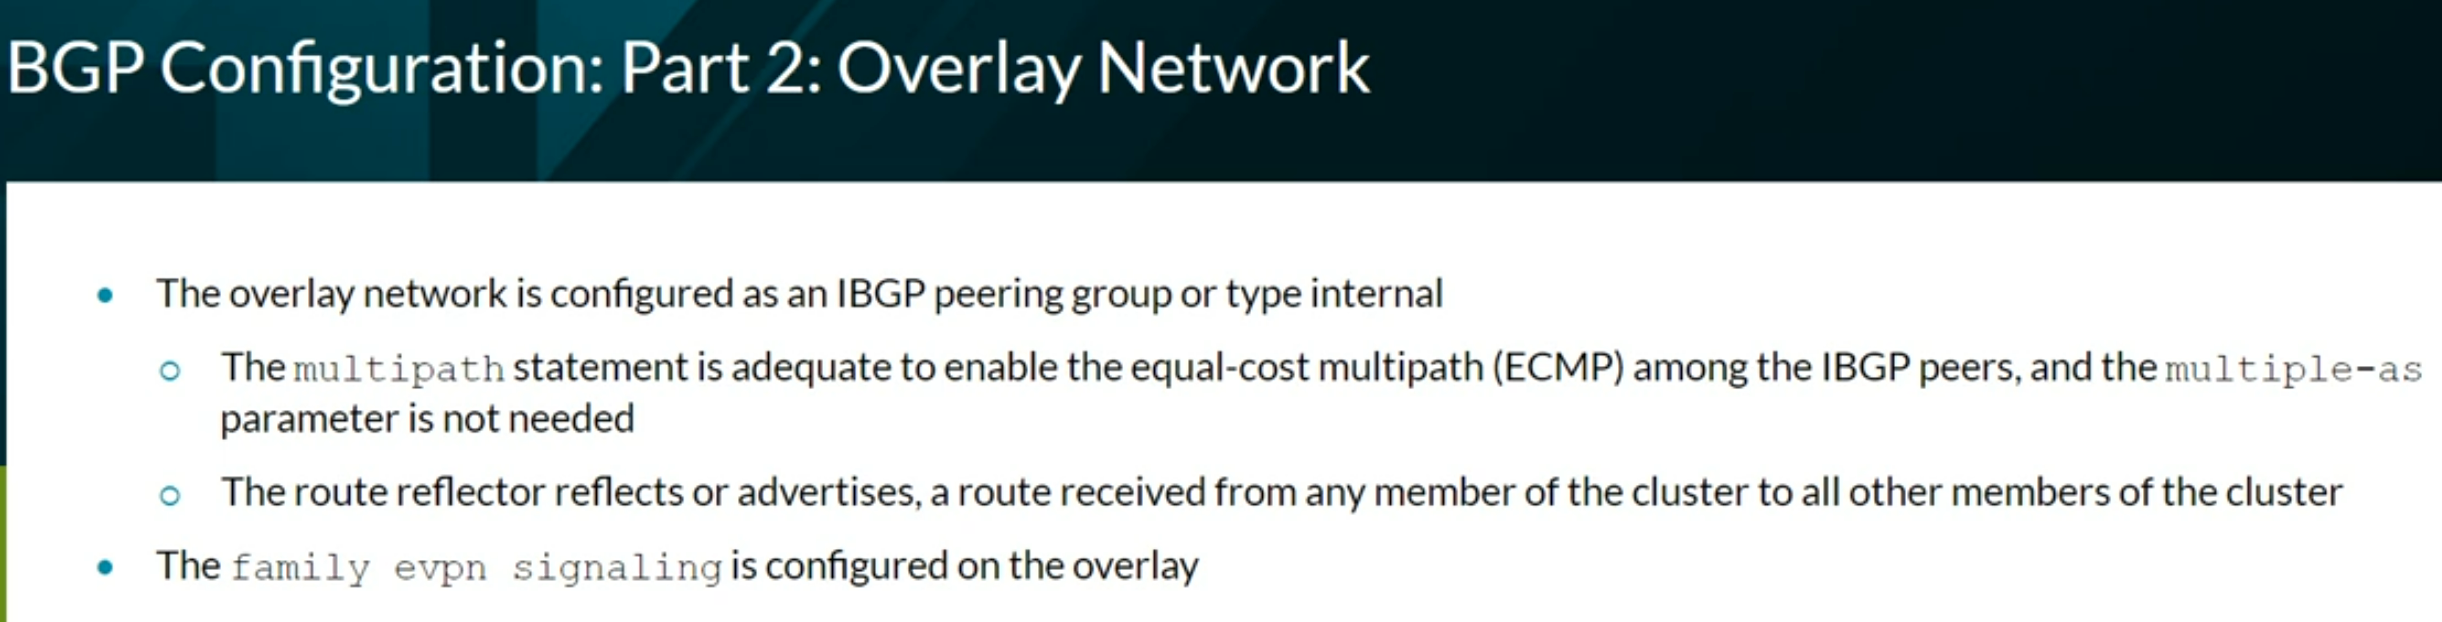 BGP Configuration: Part 2: Overlay Network
• The overlay network is configured as an IBGP peering group or type internal
○ The multipath statement is adequate to enable the equal-cost multipath (ECMP) among the IBGP peers, and the multiple-as
parameter is not needed
○ The route reflector reflects or advertises, a route received from any member of the cluster to all other members of the cluster
• The family evpn signaling is configured on the overlay